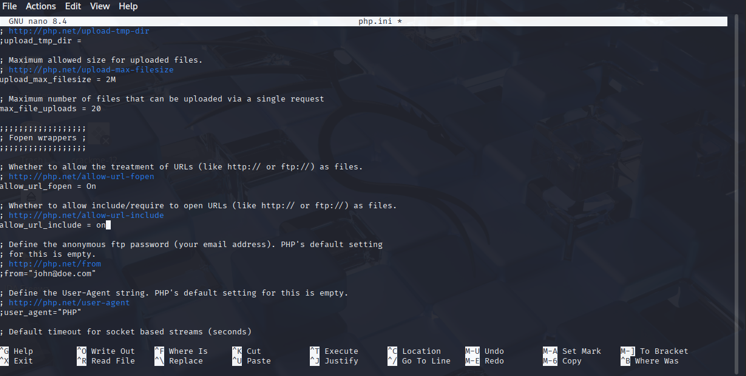 File Actions Edit View Help
GNU nano 8.4 php.ini *
; http://php.net/upload-tmp-dir
;upload_tmp_dir =
; Maximum allowed size for uploaded files.
; http://php.net/upload-max-filesize
upload_max_filesize = 2M
; Maximum number of files that can be uploaded via a single request
max_file_uploads = 20
;;;;;;;;;;;;;;;;;;
; Fopen wrappers ;
;;;;;;;;;;;;;;;;;;
; Whether to allow the treatment of URLs (like http:// or ftp://) as files.
; http://php.net/allow-url-fopen
allow_url_fopen = On
; Whether to allow include/require to open URLs (like http:// or ftp://) as files.
; http://php.net/allow-url-include
allow_url_include = on
; Define the anonymous ftp password (your email address). PHP's default setting
; for this is empty.
; http://php.net/from
;from="john@doe.com"
; Define the User-Agent string. PHP's default setting for this is empty.
; http://php.net/user-agent
;user_agent="PHP"
; Default timeout for socket based streams (seconds)
^G Help ^O Write Out ^F Where Is ^K Cut ^T Execute ^C Location M-U Undo M-A Set Mark M-] To Bracket
^X Exit ^R Read File ^\ Replace ^U Paste ^J Justify ^/ Go To Line M-E Redo M-6 Copy ^B Where Was